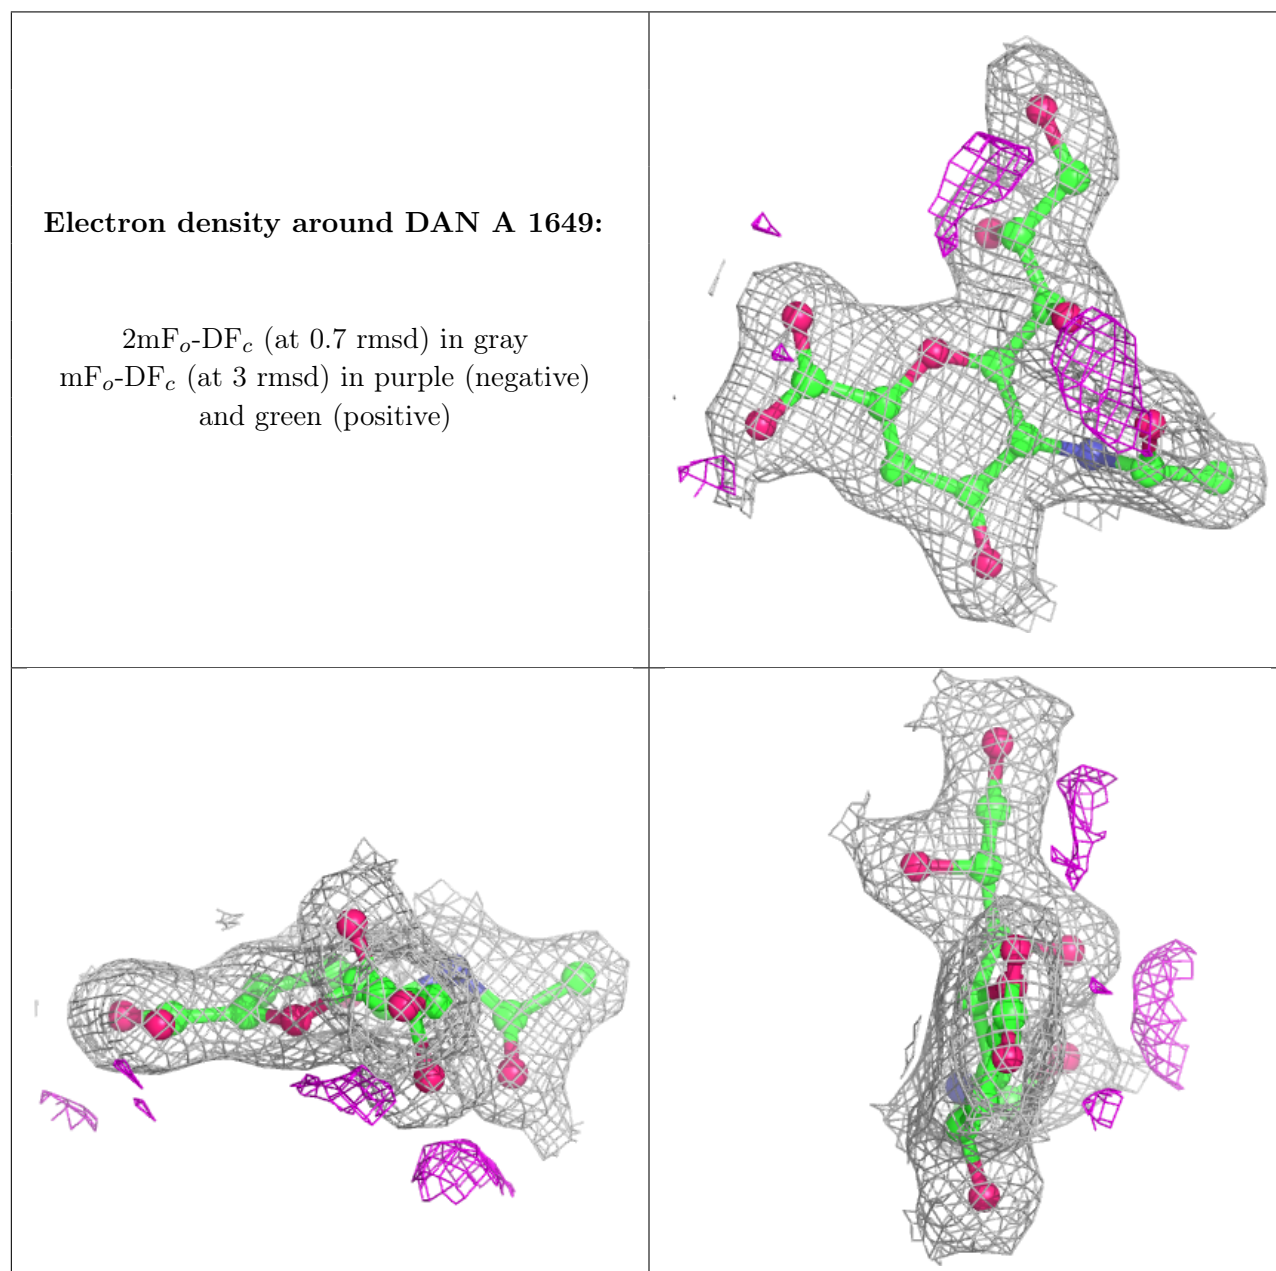 Electron density around DAN A 1649:
2mFo-DFc (at 0.7 rmsd) in gray
mFo-DFc (at 3 rmsd) in purple (negative)
and green (positive)